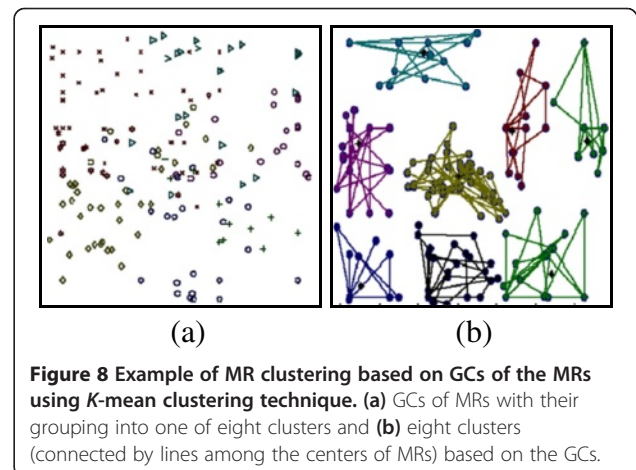 (a)
(b)
Figure 8 Example of MR clustering based on GCs of the MRs
using K-mean clustering technique. (a) GCs of MRs with their
grouping into one of eight clusters and (b) eight clusters
(connected by lines among the centers of MRs) based on the GCs.